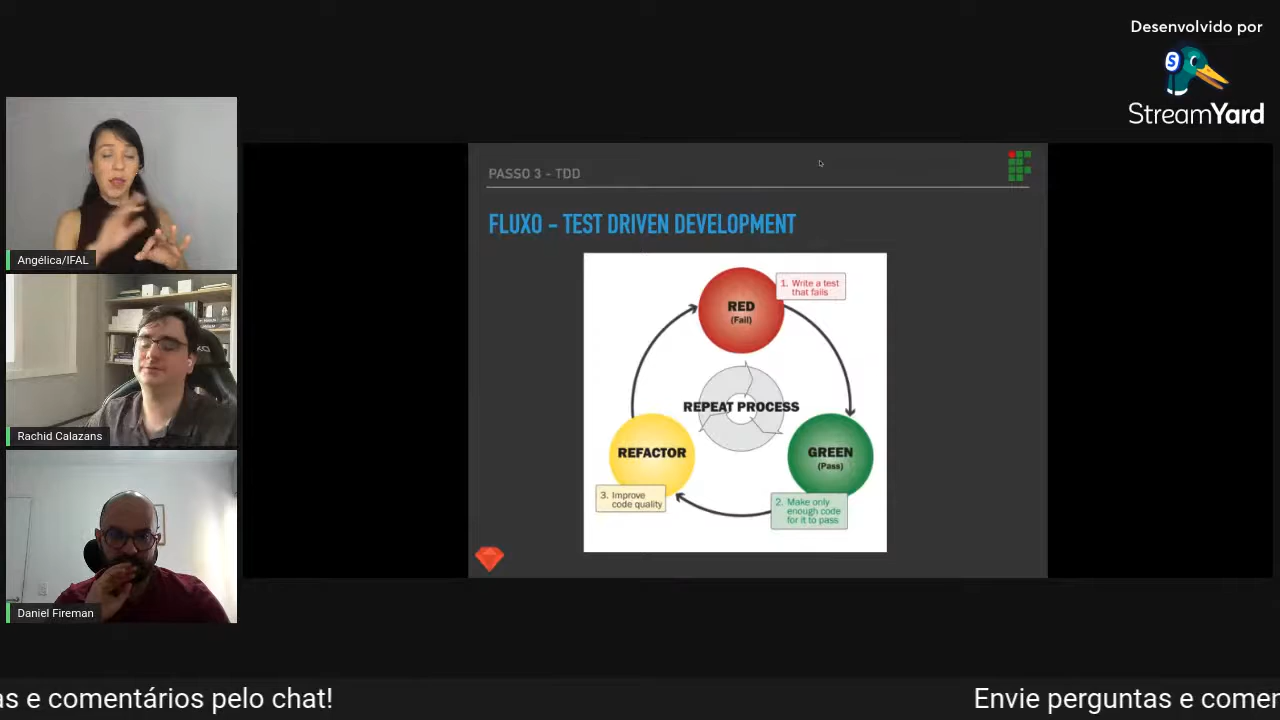 Desenvolvido por
StreamYard
Angélica/IFAL
Rachid Calazans
Daniel Fireman
PASSO 3 - TDD
FLUXO - TEST DRIVEN DEVELOPMENT
RED
(Fail)
1. Write a test
that fails
REPEAT PROCESS
REFACTOR
3. Improve
code quality
GREEN
(Pass)
2. Make only
enough code
for it to pass
as e comentários pelo chat!
Envie perguntas e comen